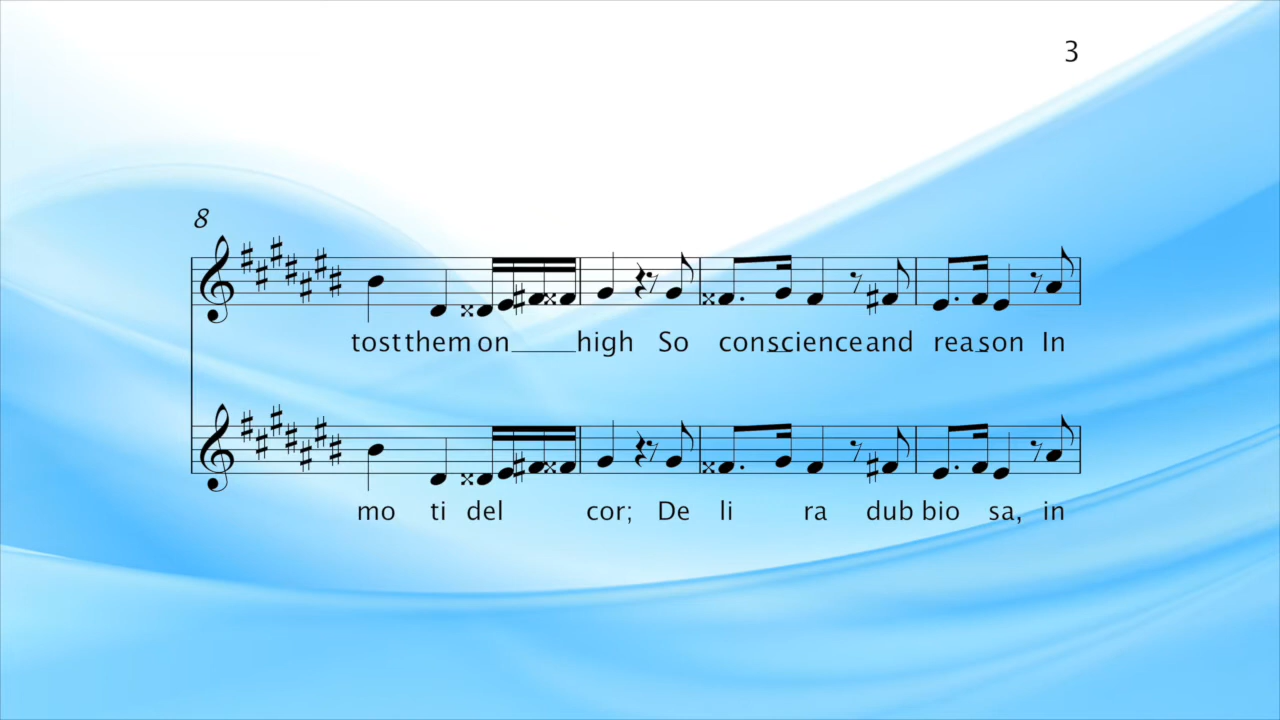 3
8
tost them on____ high So conscience and reason In
mo ti del cor; De li ra dub bio sa, in